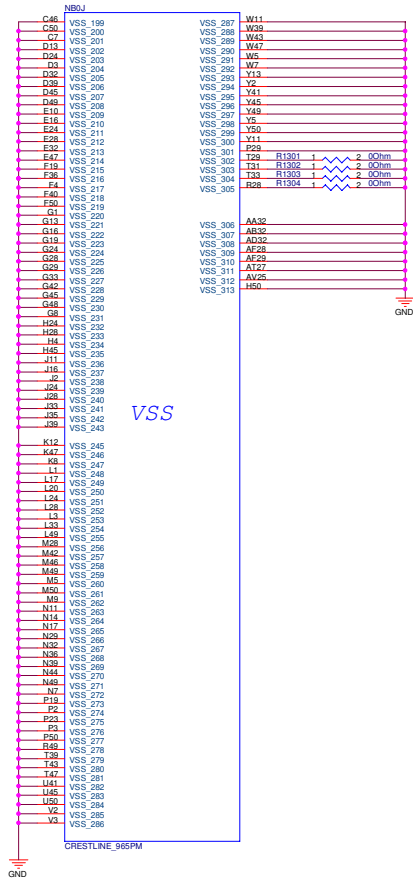 NB0J
C46 VSS_199
C50 VSS_200
C7 VSS_201
D13 VSS_202
D24 VSS_203
D3 VSS_204
D32 VSS_205
D39 VSS_206
D45 VSS_207
D49 VSS_208
E10 VSS_209
E16 VSS_210
E24 VSS_211
E28 VSS_212
E32 VSS_213
E47 VSS_214
F19 VSS_215
F36 VSS_216
F4 VSS_217
F40 VSS_218
F50 VSS_219
G1 VSS_220
G13 VSS_221
G16 VSS_222
G19 VSS_223
G24 VSS_224
G28 VSS_225
G29 VSS_226
G33 VSS_227
G42 VSS_228
G45 VSS_229
G48 VSS_230
G8 VSS_231
H24 VSS_232
H28 VSS_233
H4 VSS_234
H45 VSS_235
J11 VSS_236
J16 VSS_237
J2 VSS_238
J24 VSS_239
J28 VSS_240
J33 VSS_241
J35 VSS_242
J39 VSS_243
K12 VSS_245
K47 VSS_246
K8 VSS_247
L1 VSS_248
L17 VSS_249
L20 VSS_250
L24 VSS_251
L28 VSS_252
L3 VSS_253
L33 VSS_254
L49 VSS_255
M28 VSS_256
M42 VSS_257
M46 VSS_258
M49 VSS_259
M5 VSS_260
M50 VSS_261
M9 VSS_262
N11 VSS_263
N14 VSS_264
N17 VSS_265
N29 VSS_266
N32 VSS_267
N36 VSS_268
N39 VSS_269
N44 VSS_270
N49 VSS_271
N7 VSS_272
P19 VSS_273
P2 VSS_274
P23 VSS_275
P3 VSS_276
P50 VSS_277
R49 VSS_278
T39 VSS_279
T43 VSS_280
T47 VSS_281
U41 VSS_282
U45 VSS_283
U50 VSS_284
V2 VSS_285
V3 VSS_286
GND
VSS
VSS_287 W11
VSS_288 W39
VSS_289 W43
VSS_290 W47
VSS_291 W5
VSS_292 W7
VSS_293 Y13
VSS_294 Y2
VSS_295 Y41
VSS_296 Y45
VSS_297 Y49
VSS_298 Y5
VSS_299 Y50
VSS_300 Y11
VSS_301 P29
VSS_302 T29 R1301 1 2 0Ohm
VSS_303 T31 R1302 1 2 0Ohm
VSS_304 T33 R1303 1 2 0Ohm
VSS_305 R28 R1304 1 2 0Ohm
VSS_306 AA32
VSS_307 AB32
VSS_308 AD32
VSS_309 AF28
VSS_310 AF29
VSS_311 AT27
VSS_312 AV25
VSS_313 H50
GND
CRESTLINE_965PM